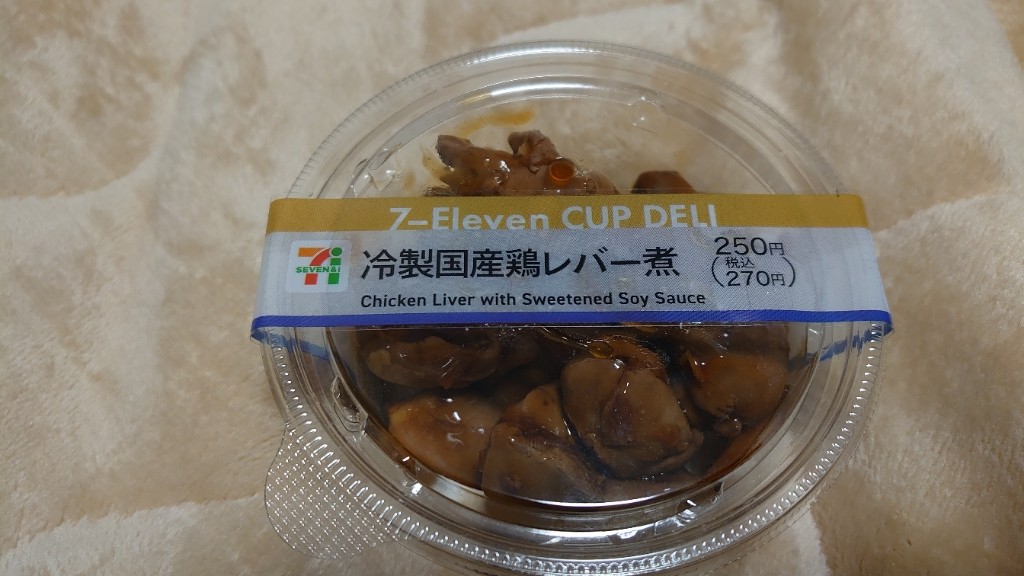 7-Eleven CUP DELI
7i
SEVEN&i
冷製国産鶏レバー煮
250円
(税込
270円)
Chicken Liver with Sweetened Soy Sauce